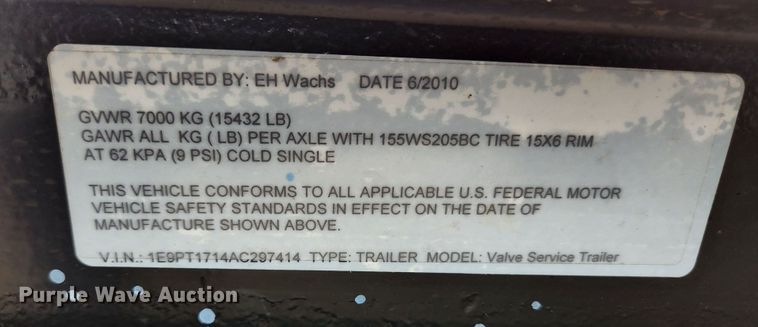 MANUFACTURED BY: EH Wachs DATE 6/2010
GVWR 7000 KG (15432 LB)
GAWR ALL KG ( LB) PER AXLE WITH 155WS205BC TIRE 15X6 RIM
AT 62 KPA (9 PSI) COLD SINGLE
THIS VEHICLE CONFORMS TO ALL APPLICABLE U.S. FEDERAL MOTOR
VEHICLE SAFETY STANDARDS IN EFFECT ON THE DATE OF
MANUFACTURE SHOWN ABOVE.
V.I.N.: 1E9PT1714AC297414 TYPE: TRAILER MODEL: Valve Service Trailer
Purple Wave Auction